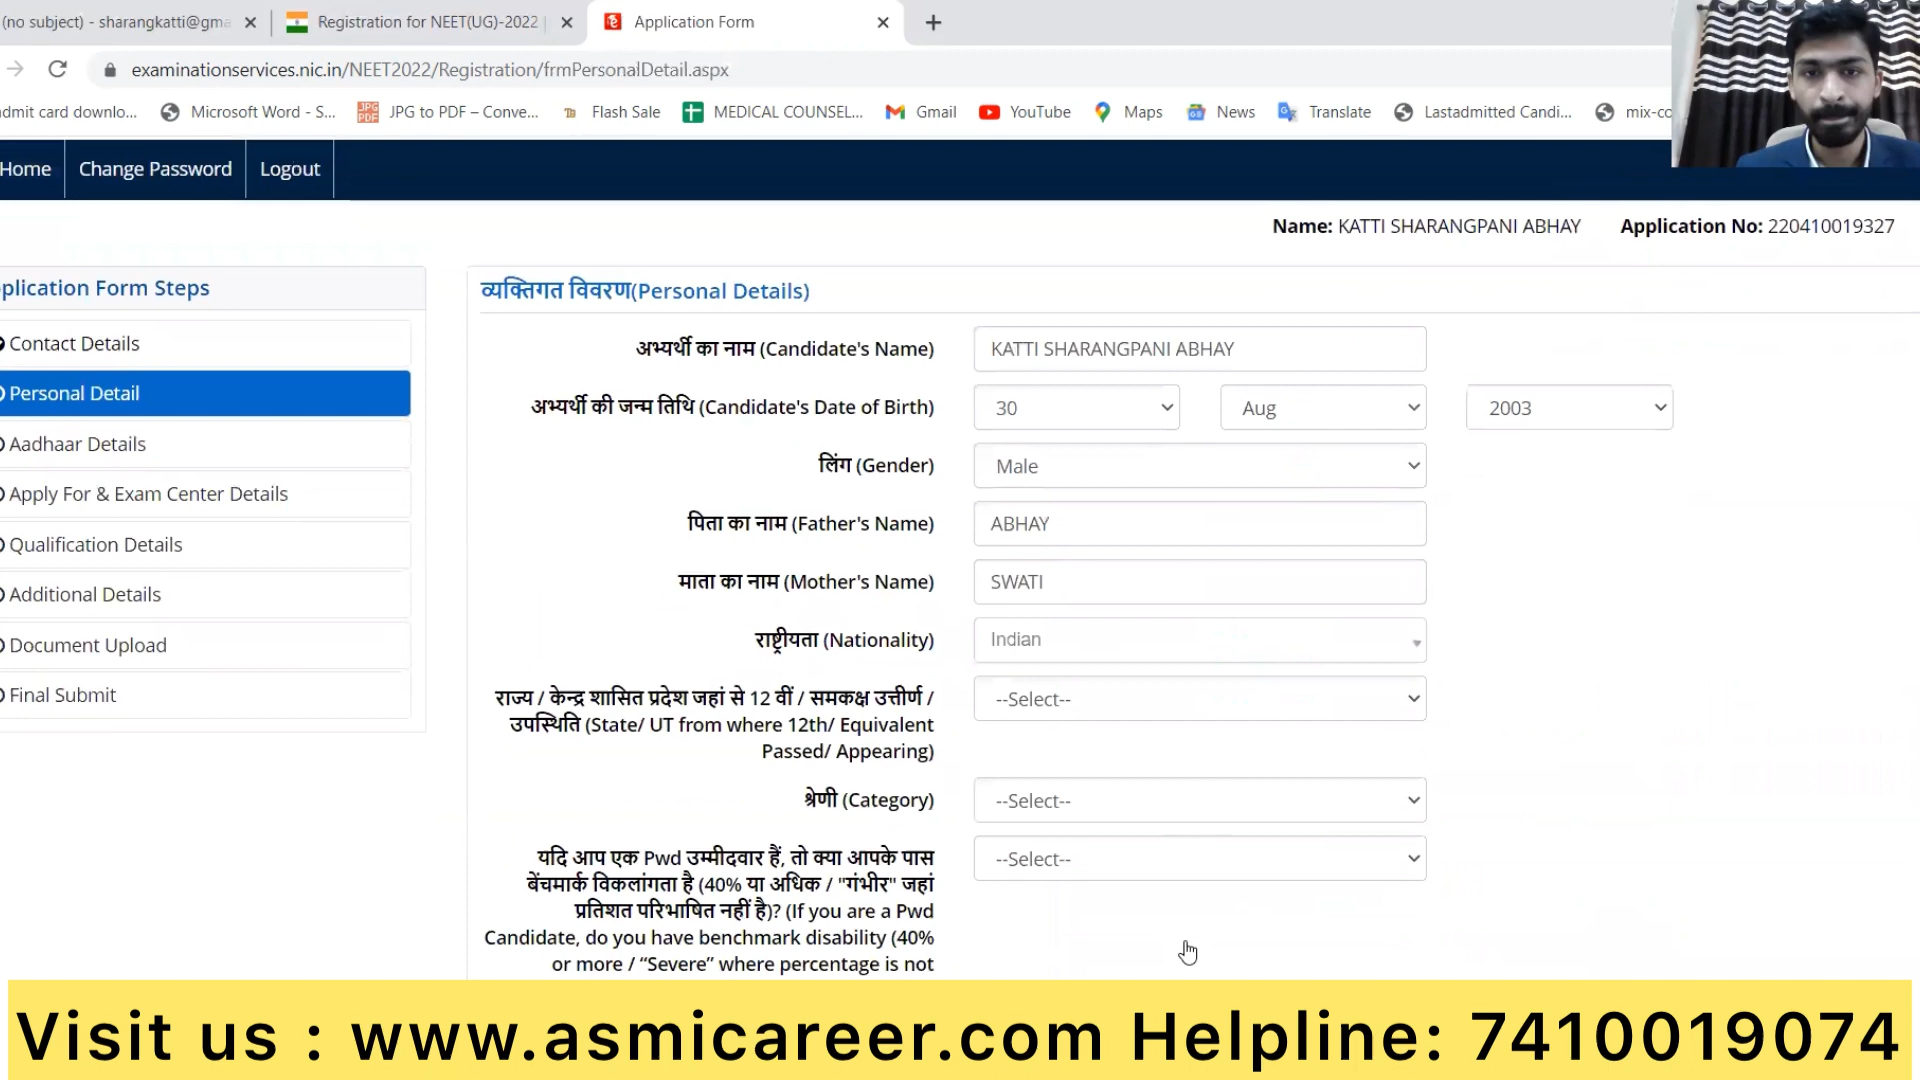 (no subject) - sharangkatti@gma
Registration for NEET(UG)-2022
Application Form
examinationservices.nic.in/NEET2022/Registration/frmPersonalDetail.aspx
dmit card downlo...
Microsoft Word - S...
JPG to PDF – Conve...
Flash Sale
MEDICAL COUNSEL...
Gmail
YouTube
Maps
News
Translate
Lastadmitted Candi...
mix-co
Home
Change Password
Logout
Name: KATTI SHARANGPANI ABHAY
Application No: 220410019327
plication Form Steps
Contact Details
Personal Detail
Aadhaar Details
Apply For & Exam Center Details
Qualification Details
Additional Details
Document Upload
Final Submit
व्यक्तिगत विवरण(Personal Details)
अभ्यर्थी का नाम (Candidate's Name)
KATTI SHARANGPANI ABHAY
अभ्यर्थी की जन्म तिथि (Candidate's Date of Birth)
30
Aug
2003
लिंग (Gender)
Male
पिता का नाम (Father's Name)
ABHAY
माता का नाम (Mother's Name)
SWATI
राष्ट्रीयता (Nationality)
Indian
राज्य / केन्द्र शासित प्रदेश जहां से 12 वीं / समकक्ष उत्तीर्ण /
उपस्थिति (State/ UT from where 12th/ Equivalent
Passed/ Appearing)
--Select--
श्रेणी (Category)
--Select--
यदि आप एक Pwd उम्मीदवार हैं, तो क्या आपके पास
बेंचमार्क विकलांगता है (40% या अधिक / "गंभीर" जहां
प्रतिशत परिभाषित नहीं है)? (If you are a Pwd
Candidate, do you have benchmark disability (40%
or more / “Severe” where percentage is not
--Select--
Visit us : www.asmicareer.com Helpline: 7410019074